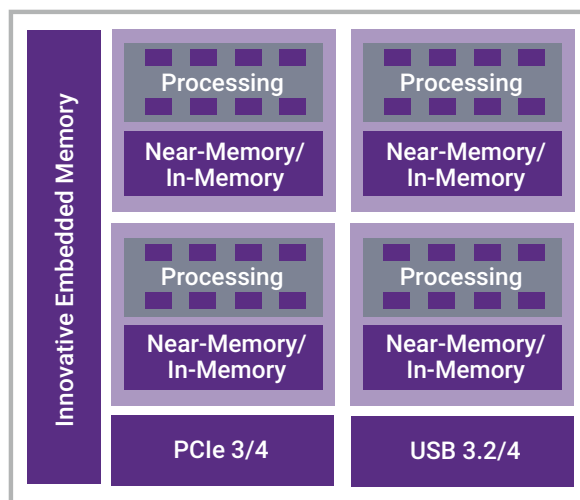 Innovative Embedded Memory
Processing
Near-Memory/
In-Memory
Processing
Near-Memory/
In-Memory
Processing
Near-Memory/
In-Memory
Processing
Near-Memory/
In-Memory
PCIe 3/4
USB 3.2/4